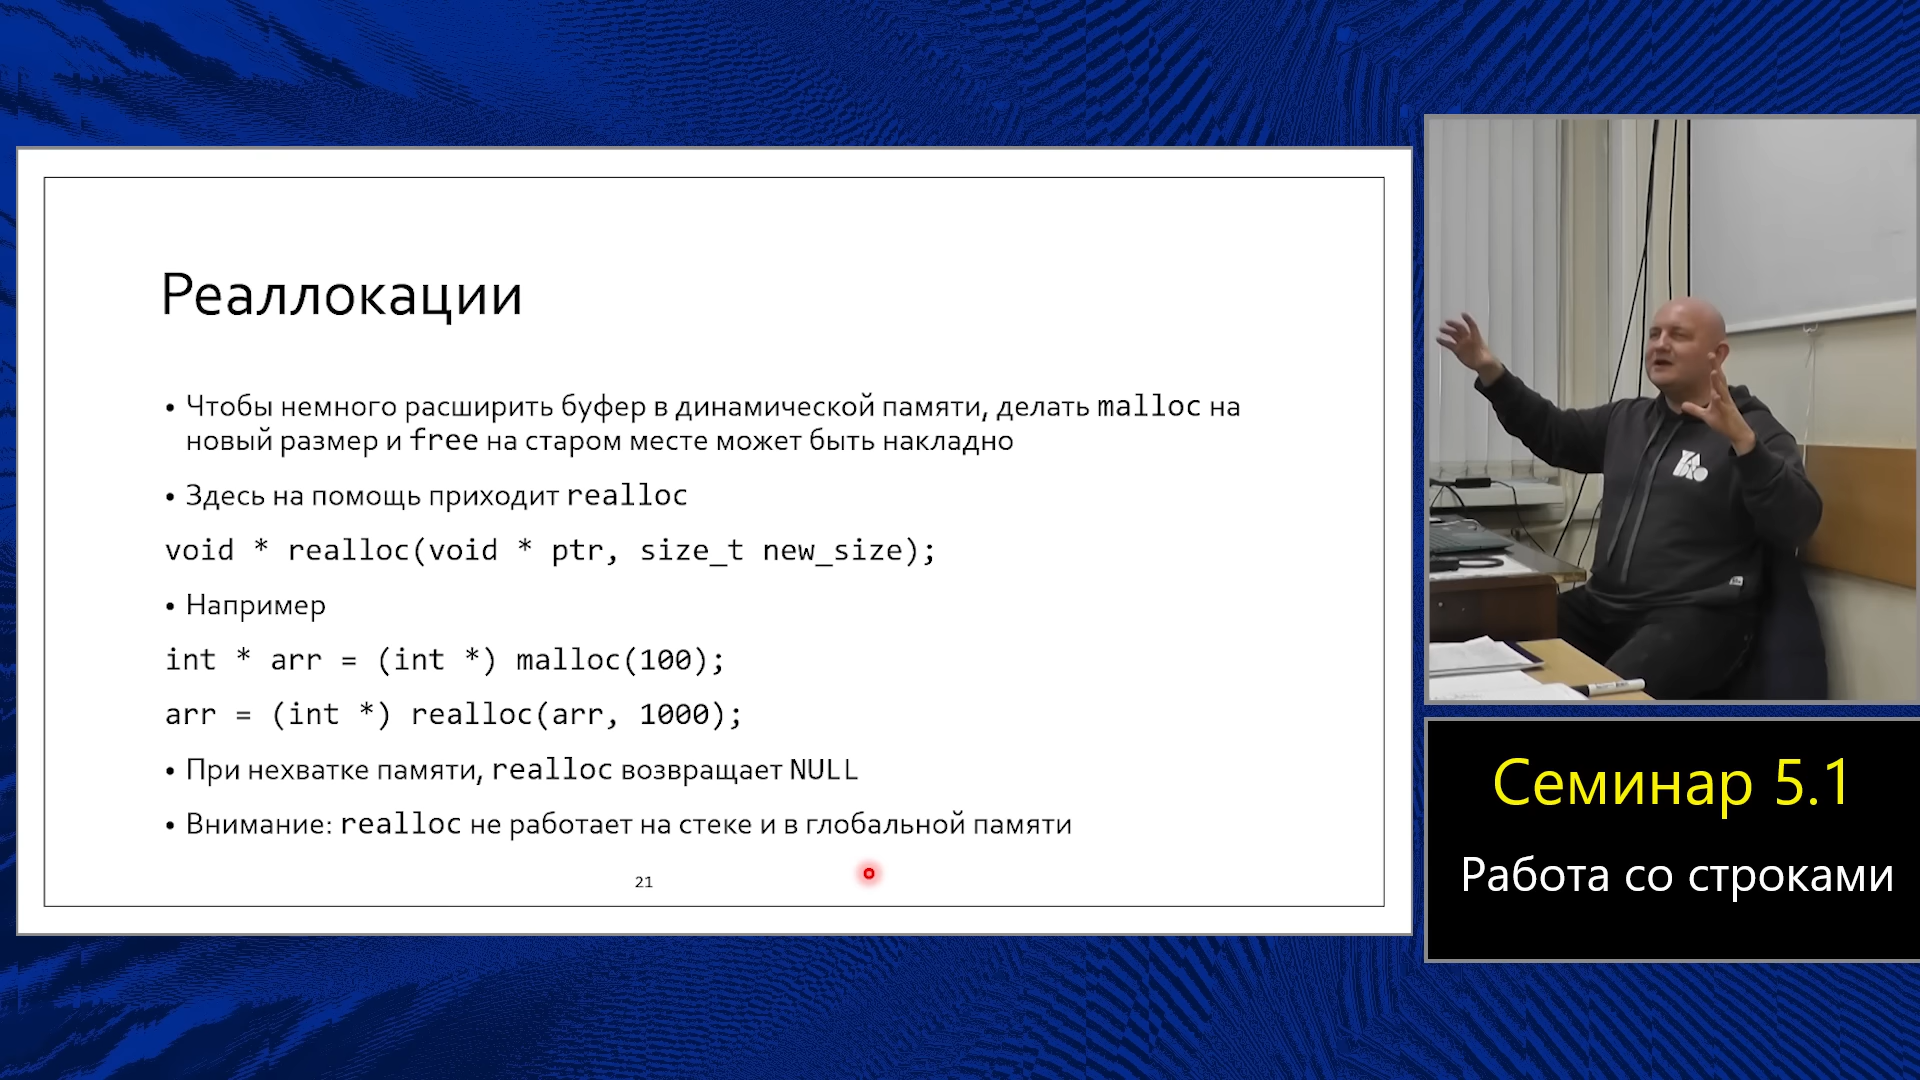 Реаллокации
• Чтобы немного расширить буфер в динамической памяти, делать malloc на
новый размер и free на старом месте может быть накладно
• Здесь на помощь приходит realloc
void * realloc(void * ptr, size_t new_size);
• Например
int * arr = (int *) malloc(100);
arr = (int *) realloc(arr, 1000);
• При нехватке памяти, realloc возвращает NULL
• Внимание: realloc не работает на стеке и в глобальной памяти
21
Семинар 5.1
Работа со строками